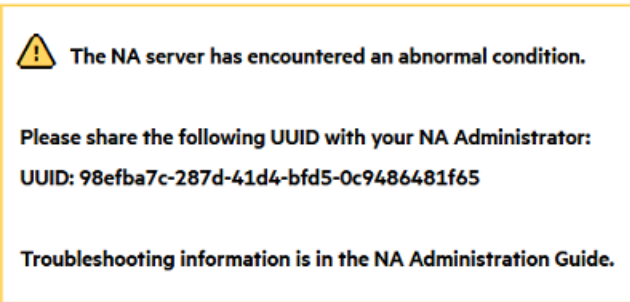 The NA server has encountered an abnormal condition.
Please share the following UUID with your NA Administrator:
UUID: 98efba7c-287d-41d4-bfd5-0c9486481f65
Troubleshooting information is in the NA Administration Guide.